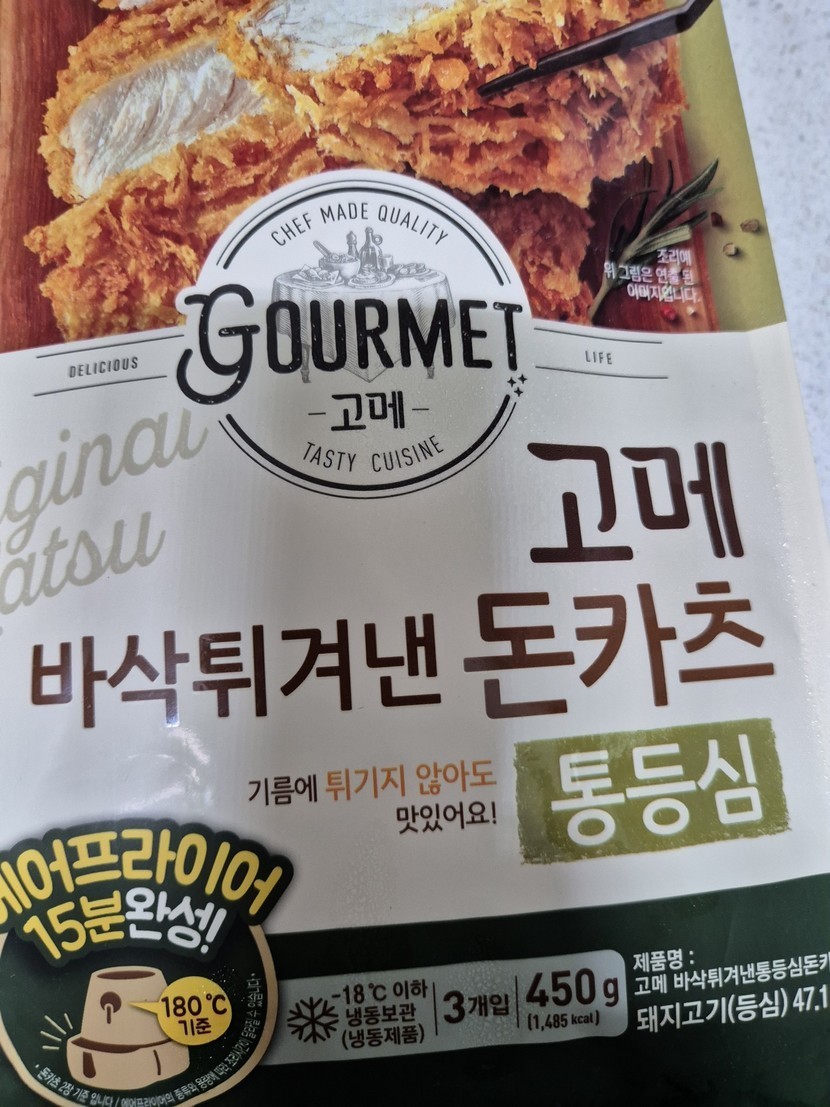 조리예
위 그림은 연출 된
이미지입니다.
CHEF MADE QUALITY
GOURMET
DELICIOUS
LIFE
-고메-
TASTY CUISINE
고메
바삭튀겨낸 돈카츠
기름에 튀기지 않아도
맛있어요!
통등심
에어프라이어
15분완성!
180℃
기준
-18℃ 이하
냉동보관
(냉동제품)
3개입
450g
(1,485 kcal)
제품명 :
고메 바삭튀겨낸통등심돈카
돼지고기(등심) 47.1